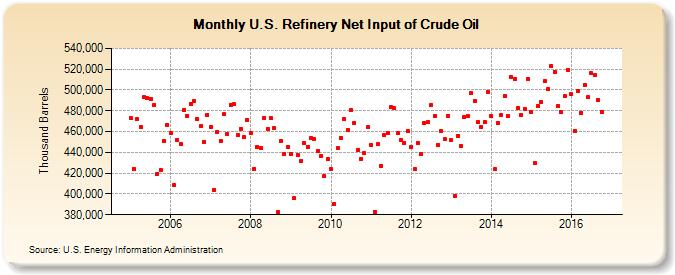 Monthly U.S. Refinery Net Input of Crude Oil
Thousand Barrels
540,000
520,000
500,000
480,000
460,000
440,000
420,000
400,000
380,000
2006 2008 2010 2012 2014 2016
Source: U.S. Energy Information Administration